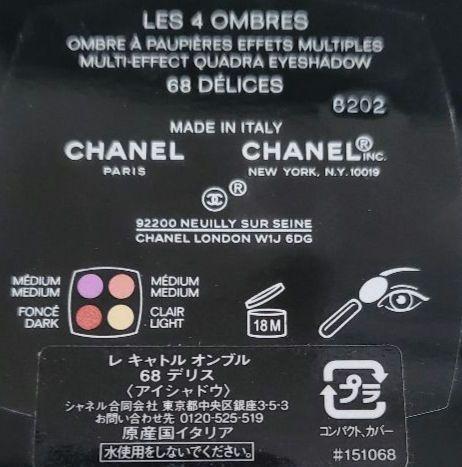 LES 4 OMBRES
OMBRE À PAUPIÈRES EFFETS MULTIPLES
MULTI-EFFECT QUADRA EYESHADOW
68 DÉLICES
8202
MADE IN ITALY
CHANEL CHANEL® INC.
PARIS NEW YORK, N.Y. 10019
®
92200 NEUILLY SUR SEINE
CHANEL LONDON W1J 6DG
MÉDIUM MÉDIUM
MEDIUM MEDIUM
FONCÉ CLAIR
DARK LIGHT
18 M
レ キャトル オンブル
68 デリス
〈アイシャドウ〉
シャネル合同会社 東京都中央区銀座3-5-3
お問い合わせ先 0120-525-519
原産国イタリア
水使用をしないでください。
プラ
コンパクト,カバー
#151068